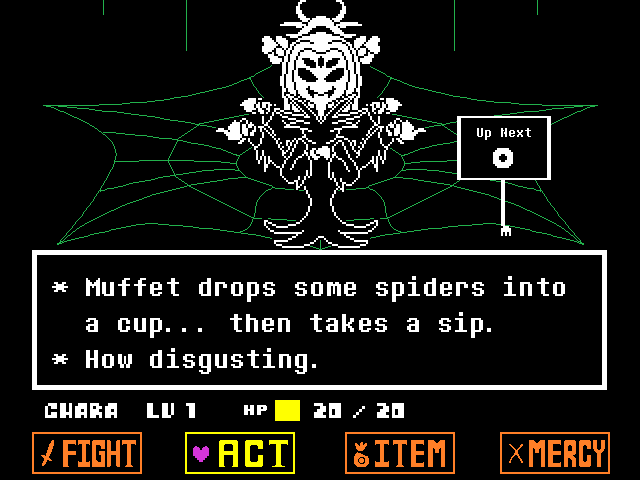 Up Next
* Muffet drops some spiders into
a cup... then takes a sip.
* How disgusting.
CHARA LV 1 HP 20 / 20
FIGHT ACT ITEM MERCY